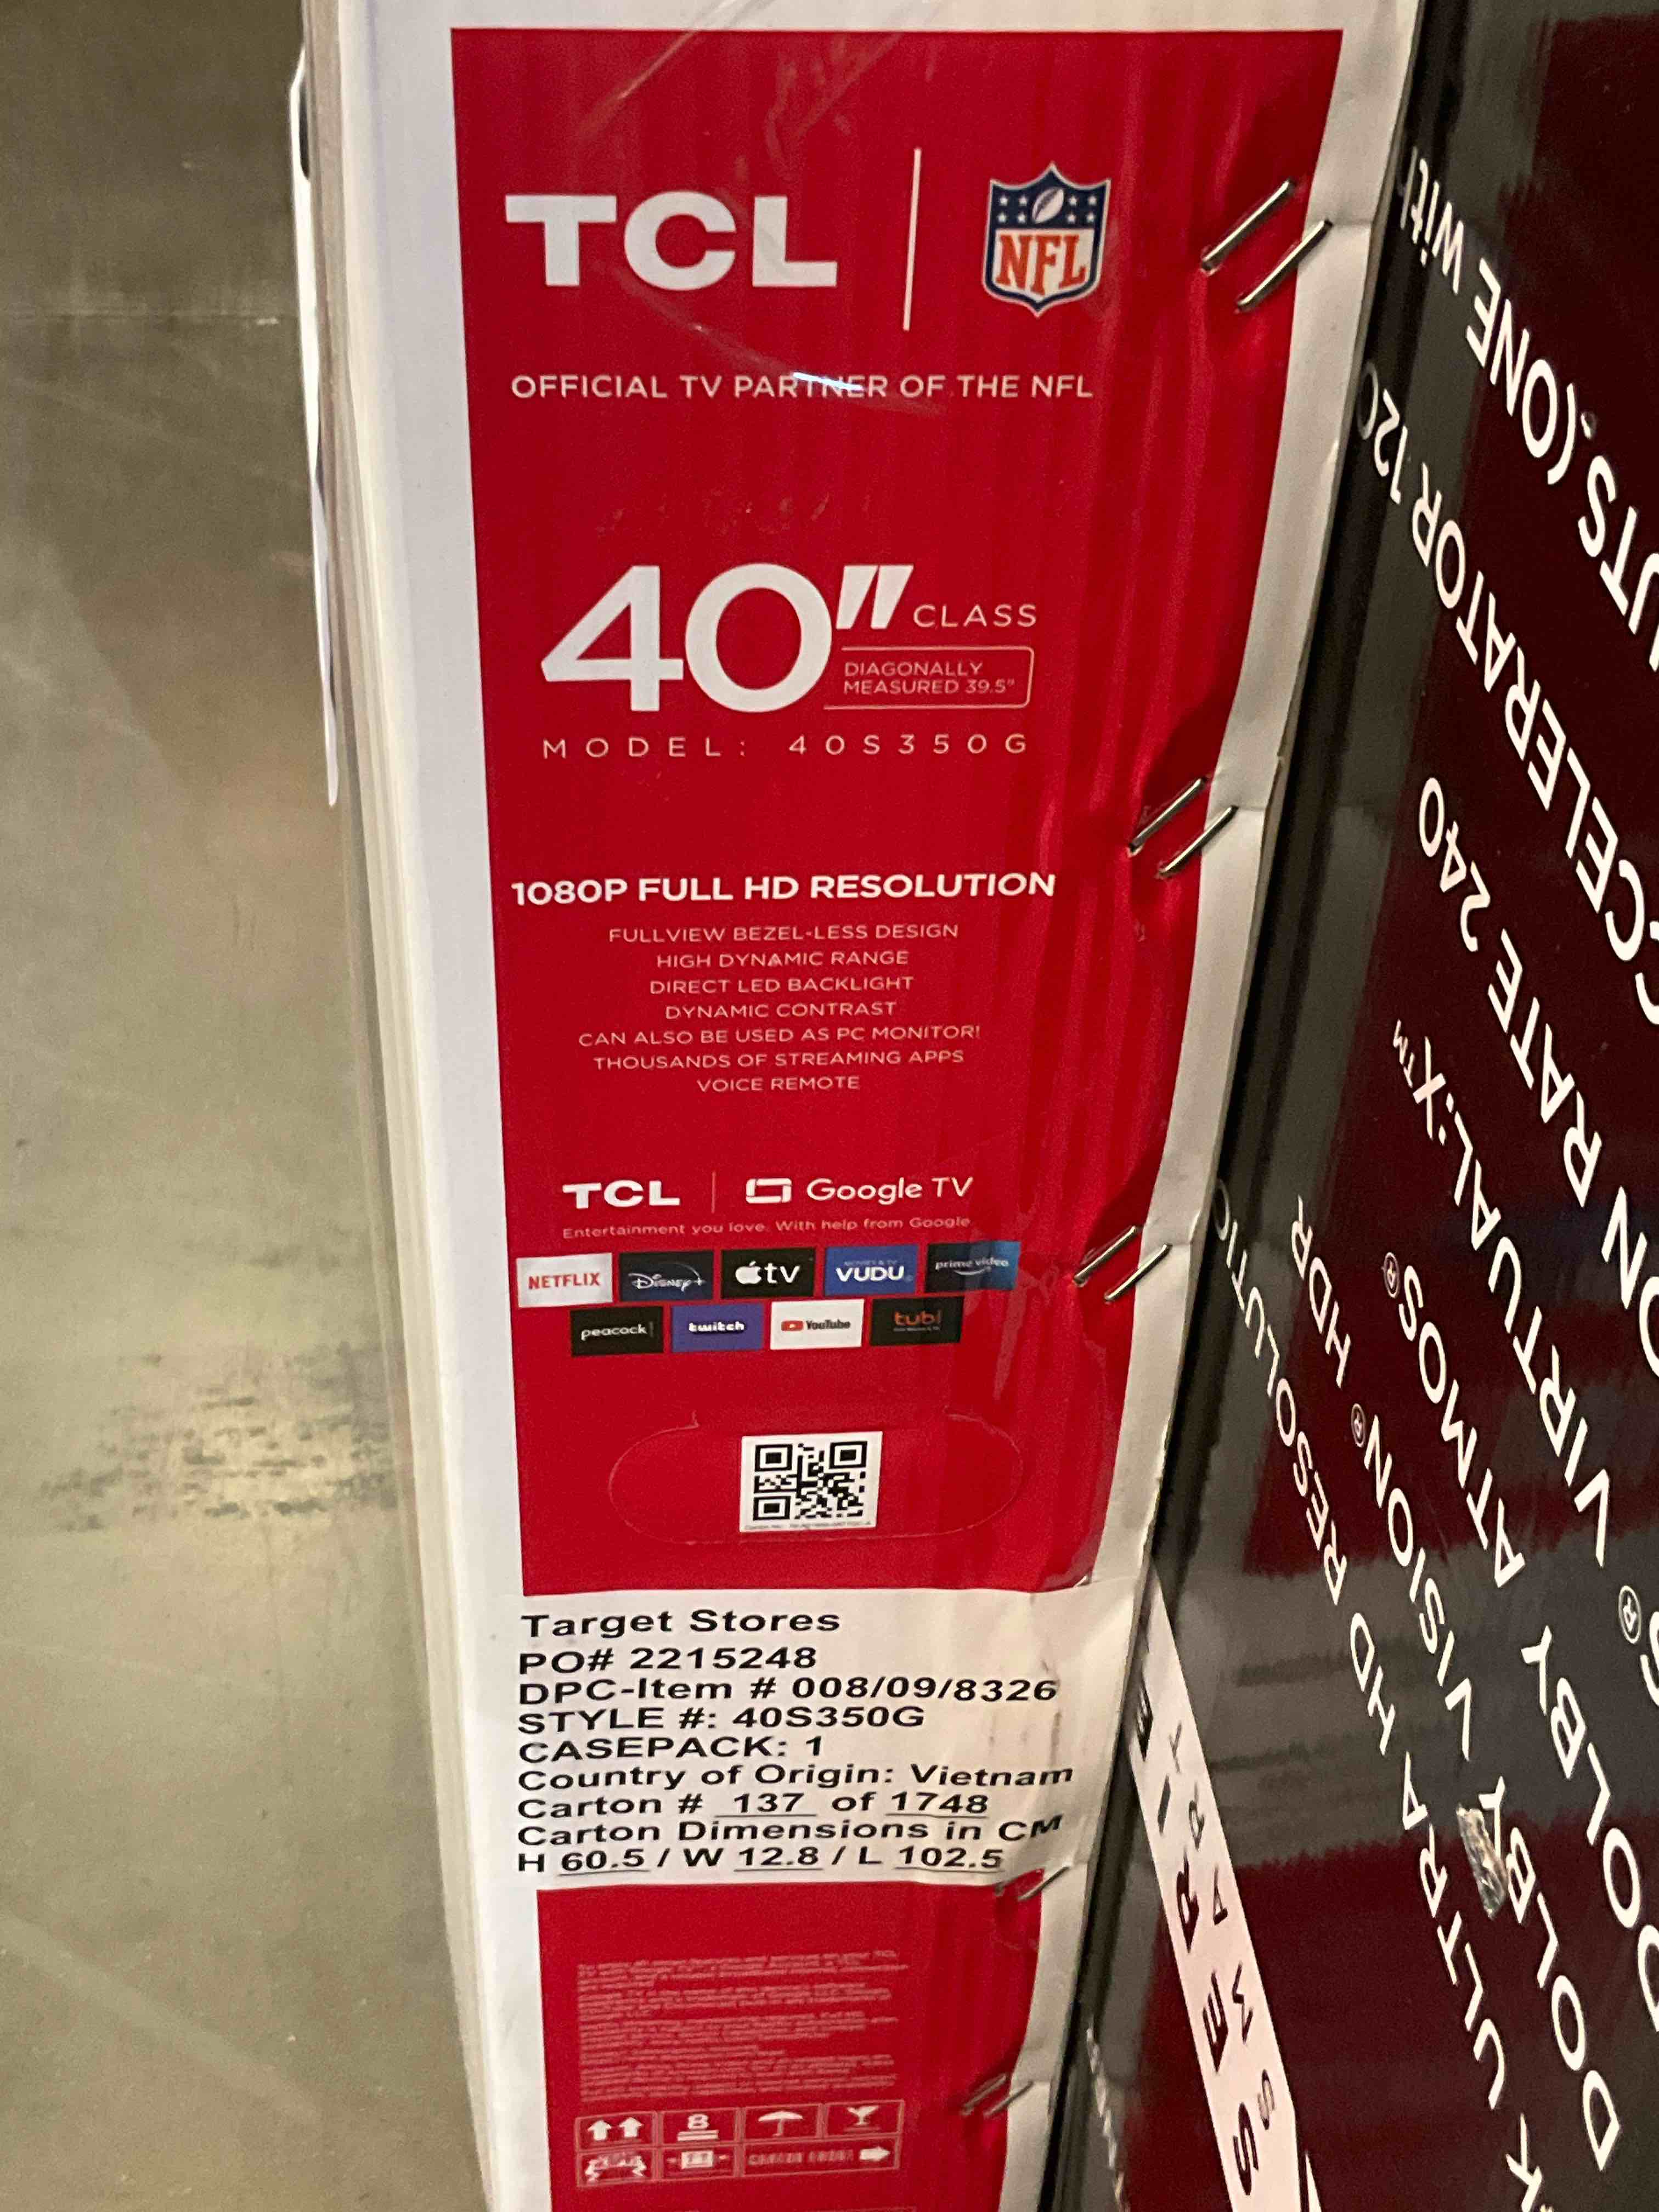 TCL
NFL
OFFICIAL TV PARTNER OF THE NFL
40" CLASS
DIAGONALLY
MEASURED 39.5"
MODEL: 40S350G
1080P FULL HD RESOLUTION
FULLVIEW BEZEL-LESS DESIGN
HIGH DYNAMIC RANGE
DIRECT LED BACKLIGHT
DYNAMIC CONTRAST
CAN ALSO BE USED AS PC MONITOR!
THOUSANDS OF STREAMING APPS
VOICE REMOTE
TCL | Google TV
Entertainment you love. With help from Google
NETFLIX Disney+ tv VUDU prime video
peacock twitch YouTube tubi
Target Stores
PO# 2215248
DPC-Item # 008/09/8326
STYLE #: 40S350G
CASEPACK: 1
Country of Origin: Vietnam
Carton # 137 of 1748
Carton Dimensions in CM
H 60.5 / W 12.8 / L 102.5
8
K ULTRA HD RESOLUTIO
DOLBY VISION® HDR
DOLBY ATMOS®
VIRTUAL:X™
ON RATE 240
CCELERATOR 120
UTS (ONE with
SERIE